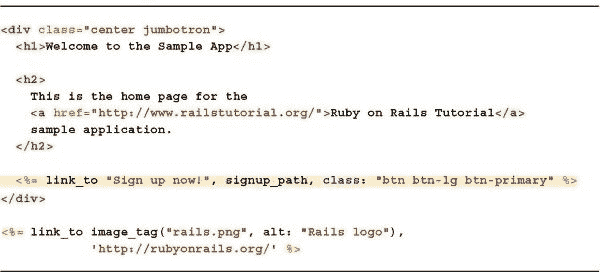 <div class="center jumbotron">
<h1>Welcome to the Sample App</h1>
<h2>
This is the home page for the
<a href="http://www.railstutorial.org/">Ruby on Rails Tutorial</a>
sample application.
</h2>
<%= link_to "Sign up now!", signup_path, class: "btn btn-lg btn-primary" %>
</div>
<%= link_to image_tag("rails.png", alt: "Rails logo"),
'http://rubyonrails.org/' %>